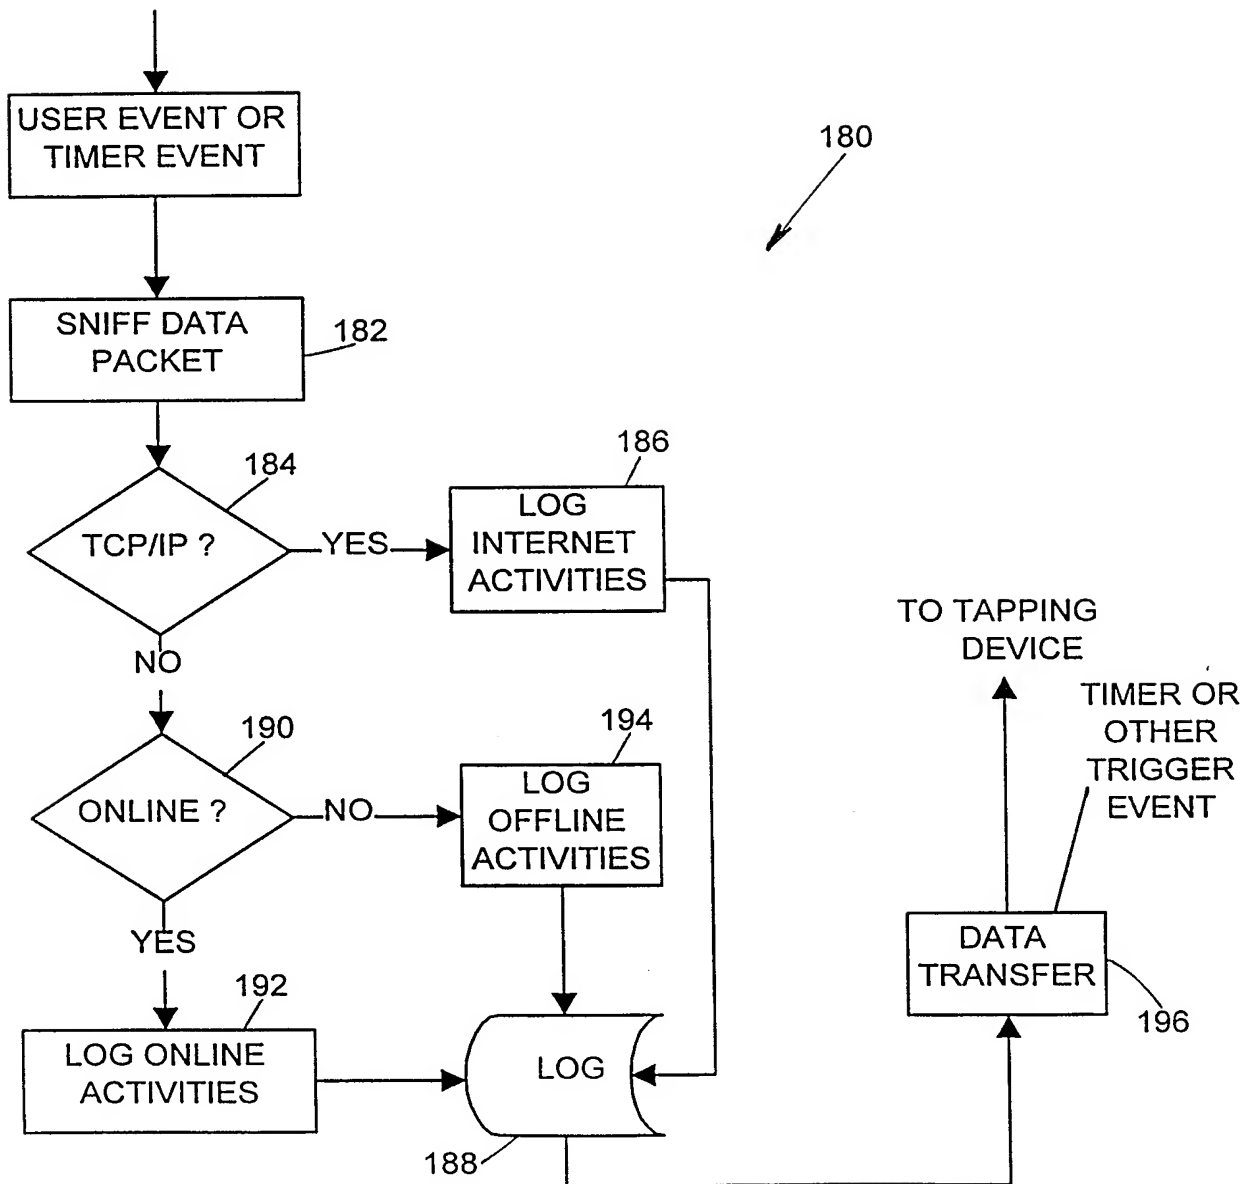 USER EVENT OR
TIMER EVENT
180
SNIFF DATA
PACKET
182
184
TCP/IP ?
YES
186
LOG
INTERNET
ACTIVITIES
NO
190
ONLINE ?
NO
194
LOG
OFFLINE
ACTIVITIES
YES
192
LOG ONLINE
ACTIVITIES
LOG
188
TO TAPPING
DEVICE
TIMER OR
OTHER
TRIGGER
EVENT
DATA
TRANSFER
196